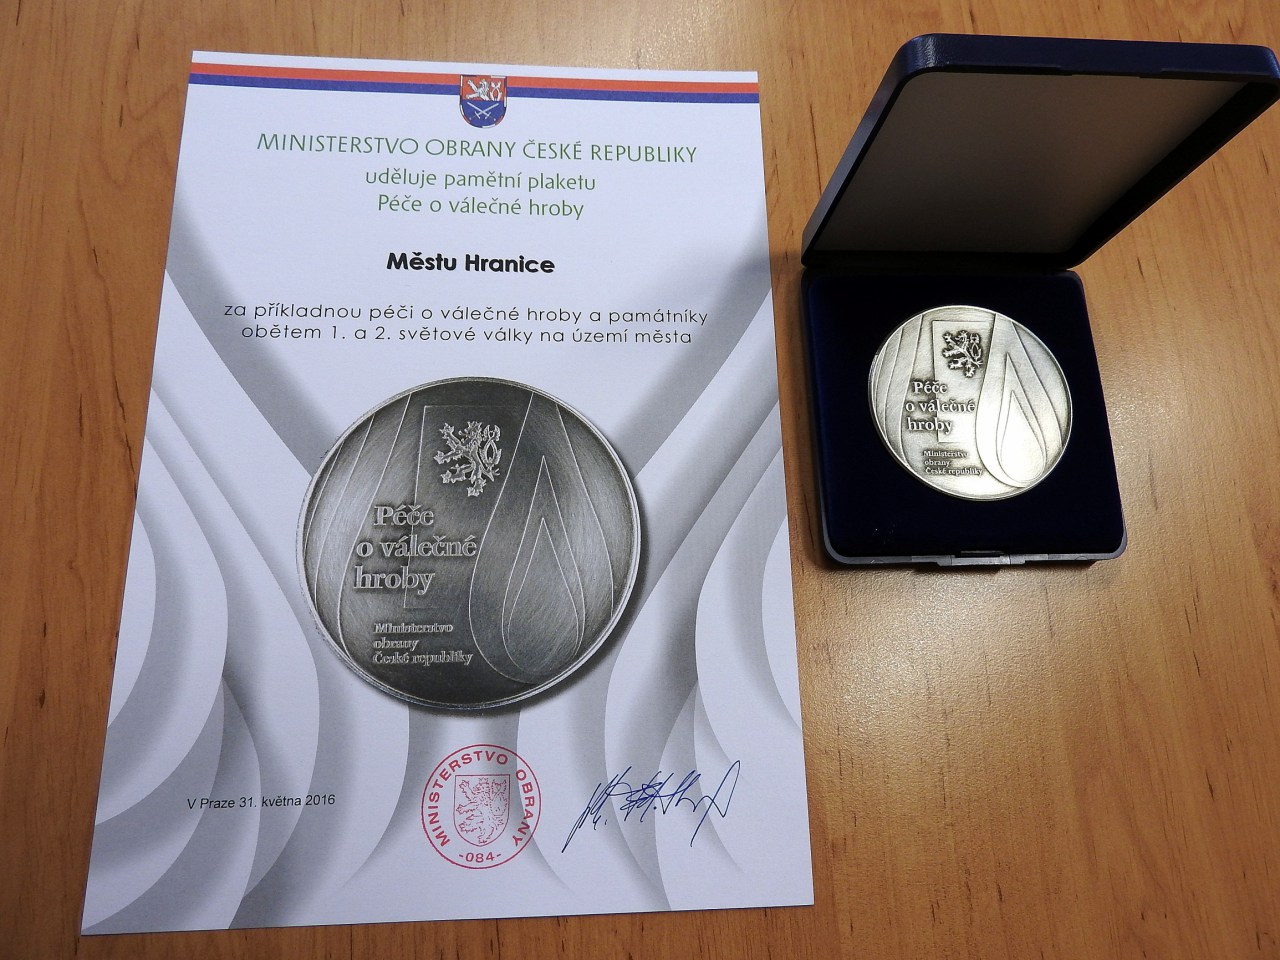 MINISTERSTVO OBRANY ČESKÉ REPUBLIKY
uděluje pamětní plaketu
Péče o válečné hroby
Městu Hranice
za příkladnou péči o válečné hroby a památníky
obětem 1. a 2. světové války na území města
Péče
o válečné
hroby
Ministerstvo
obrany
České republiky
V Praze 31. května 2016
MINISTERSTVO OBRANY
-084-
Péče
o válečné
hroby
Ministerstvo
obrany
České republiky